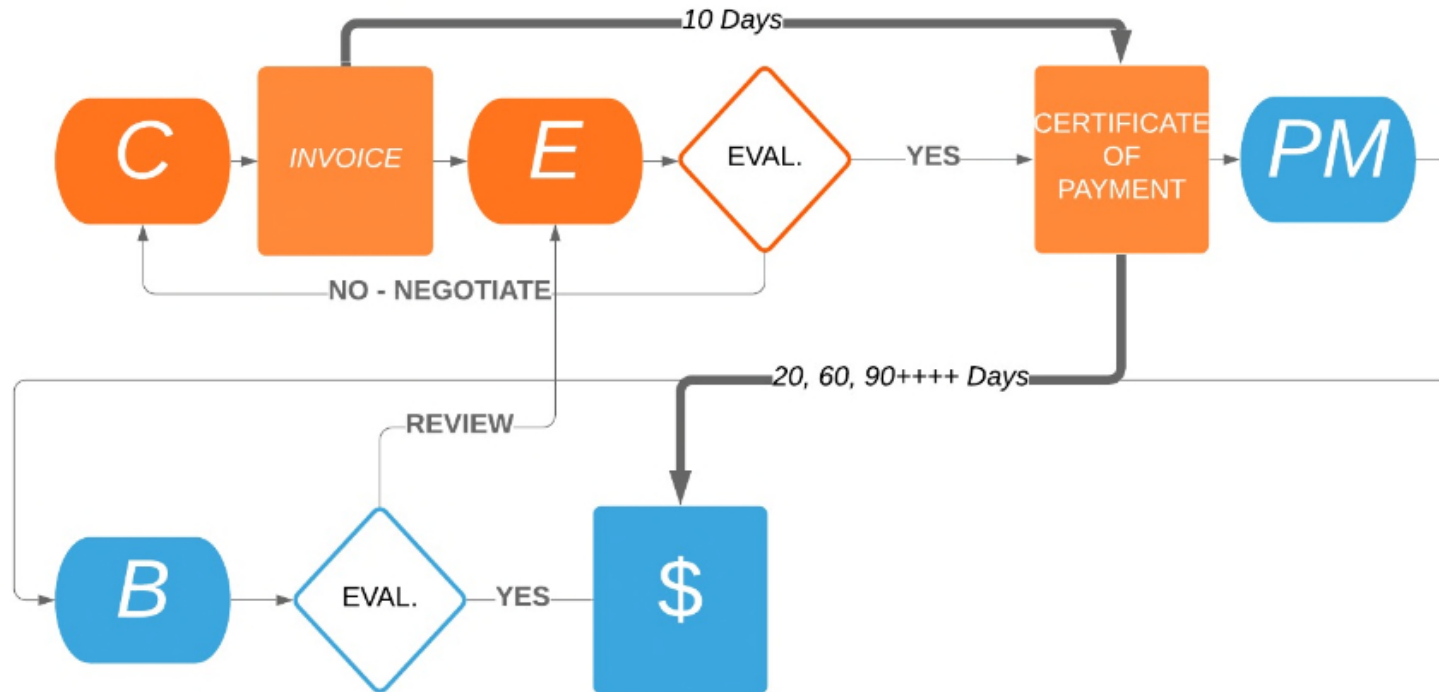 10 Days
C
INVOICE
E
EVAL.
YES
CERTIFICATE
OF
PAYMENT
PM
NO - NEGOTIATE
20, 60, 90++++ Days
REVIEW
B
EVAL.
YES
$